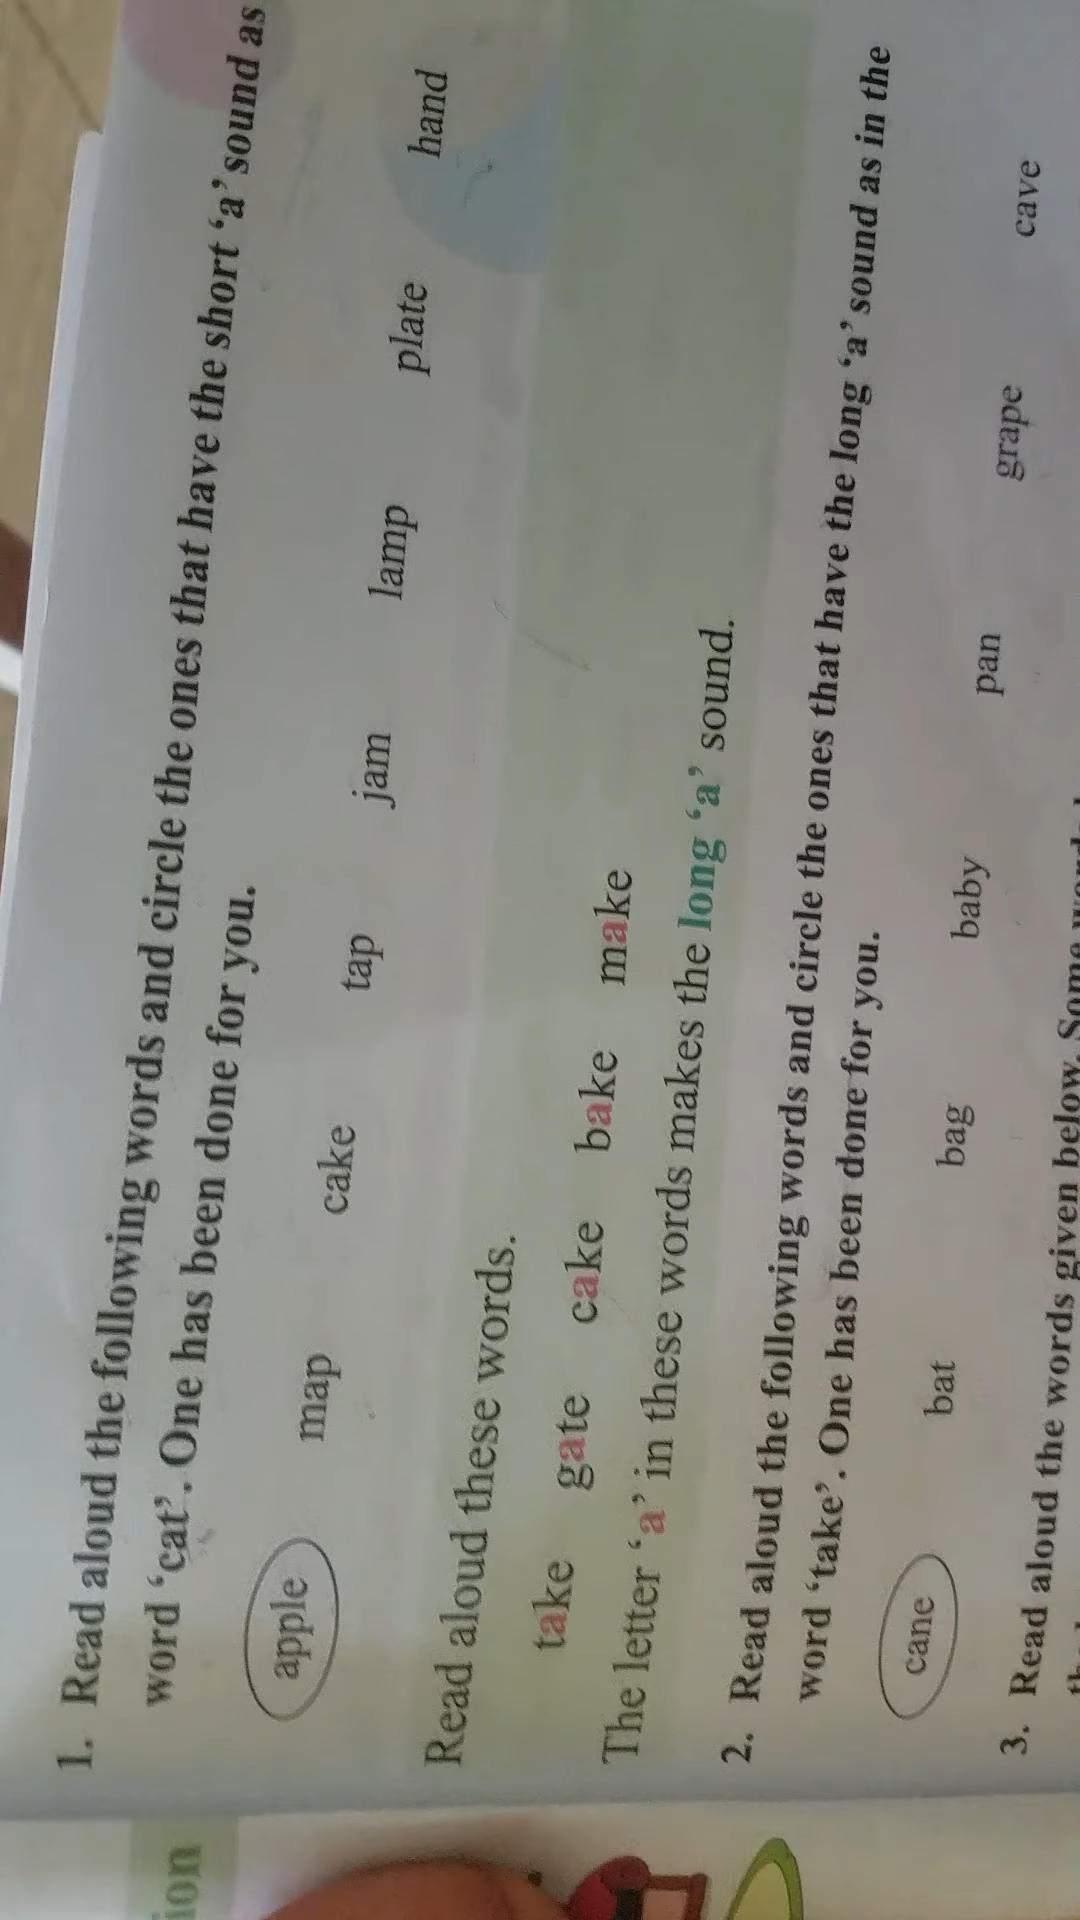 ion
1. Read aloud the following words and circle the ones that have the short ‘a’ sound as
word ‘cat’. One has been done for you.
apple map cake tap jam lamp plate hand
Read aloud these words.
take gate cake bake make
The letter ‘a’ in these words makes the long ‘a’ sound.
2. Read aloud the following words and circle the ones that have the long ‘a’ sound as in the
word ‘take’. One has been done for you.
cane bat bag baby pan grape cave
3. Read aloud the words given below. Some